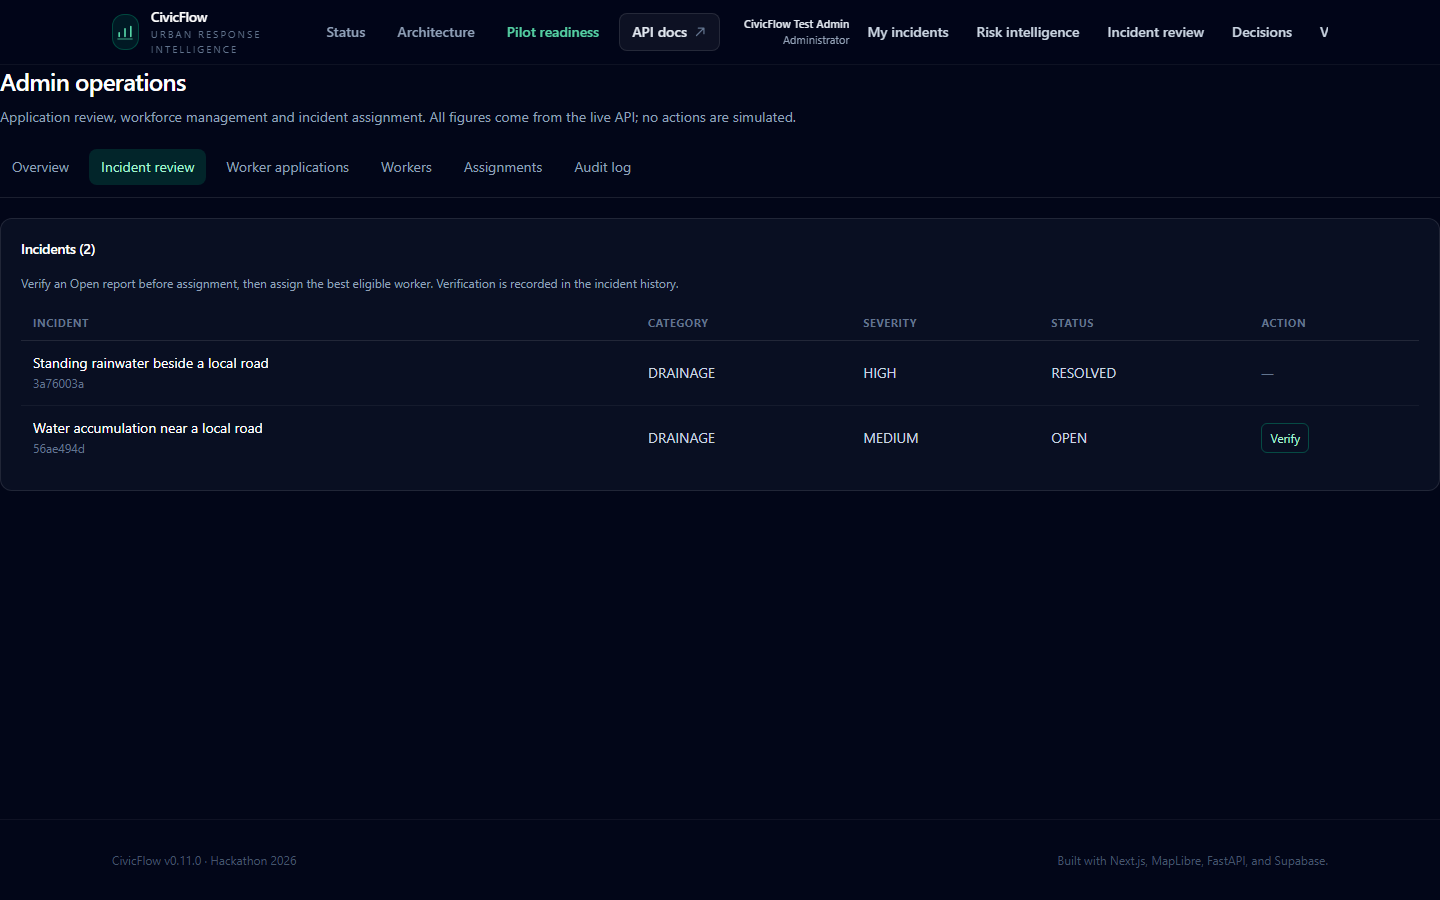 CivicFlow
URBAN RESPONSE
INTELLIGENCE
Status
Architecture
Pilot readiness
API docs ↗
CivicFlow Test Admin
Administrator
My incidents
Risk intelligence
Incident review
Decisions
Admin operations
Application review, workforce management and incident assignment. All figures come from the live API; no actions are simulated.
Overview
Incident review
Worker applications
Workers
Assignments
Audit log
Incidents (2)
Verify an Open report before assignment, then assign the best eligible worker. Verification is recorded in the incident history.
INCIDENT CATEGORY SEVERITY STATUS ACTION
Standing rainwater beside a local road
3a76003a
DRAINAGE HIGH RESOLVED —
Water accumulation near a local road
56ae494d
DRAINAGE MEDIUM OPEN Verify
CivicFlow v0.11.0 · Hackathon 2026
Built with Next.js, MapLibre, FastAPI, and Supabase.